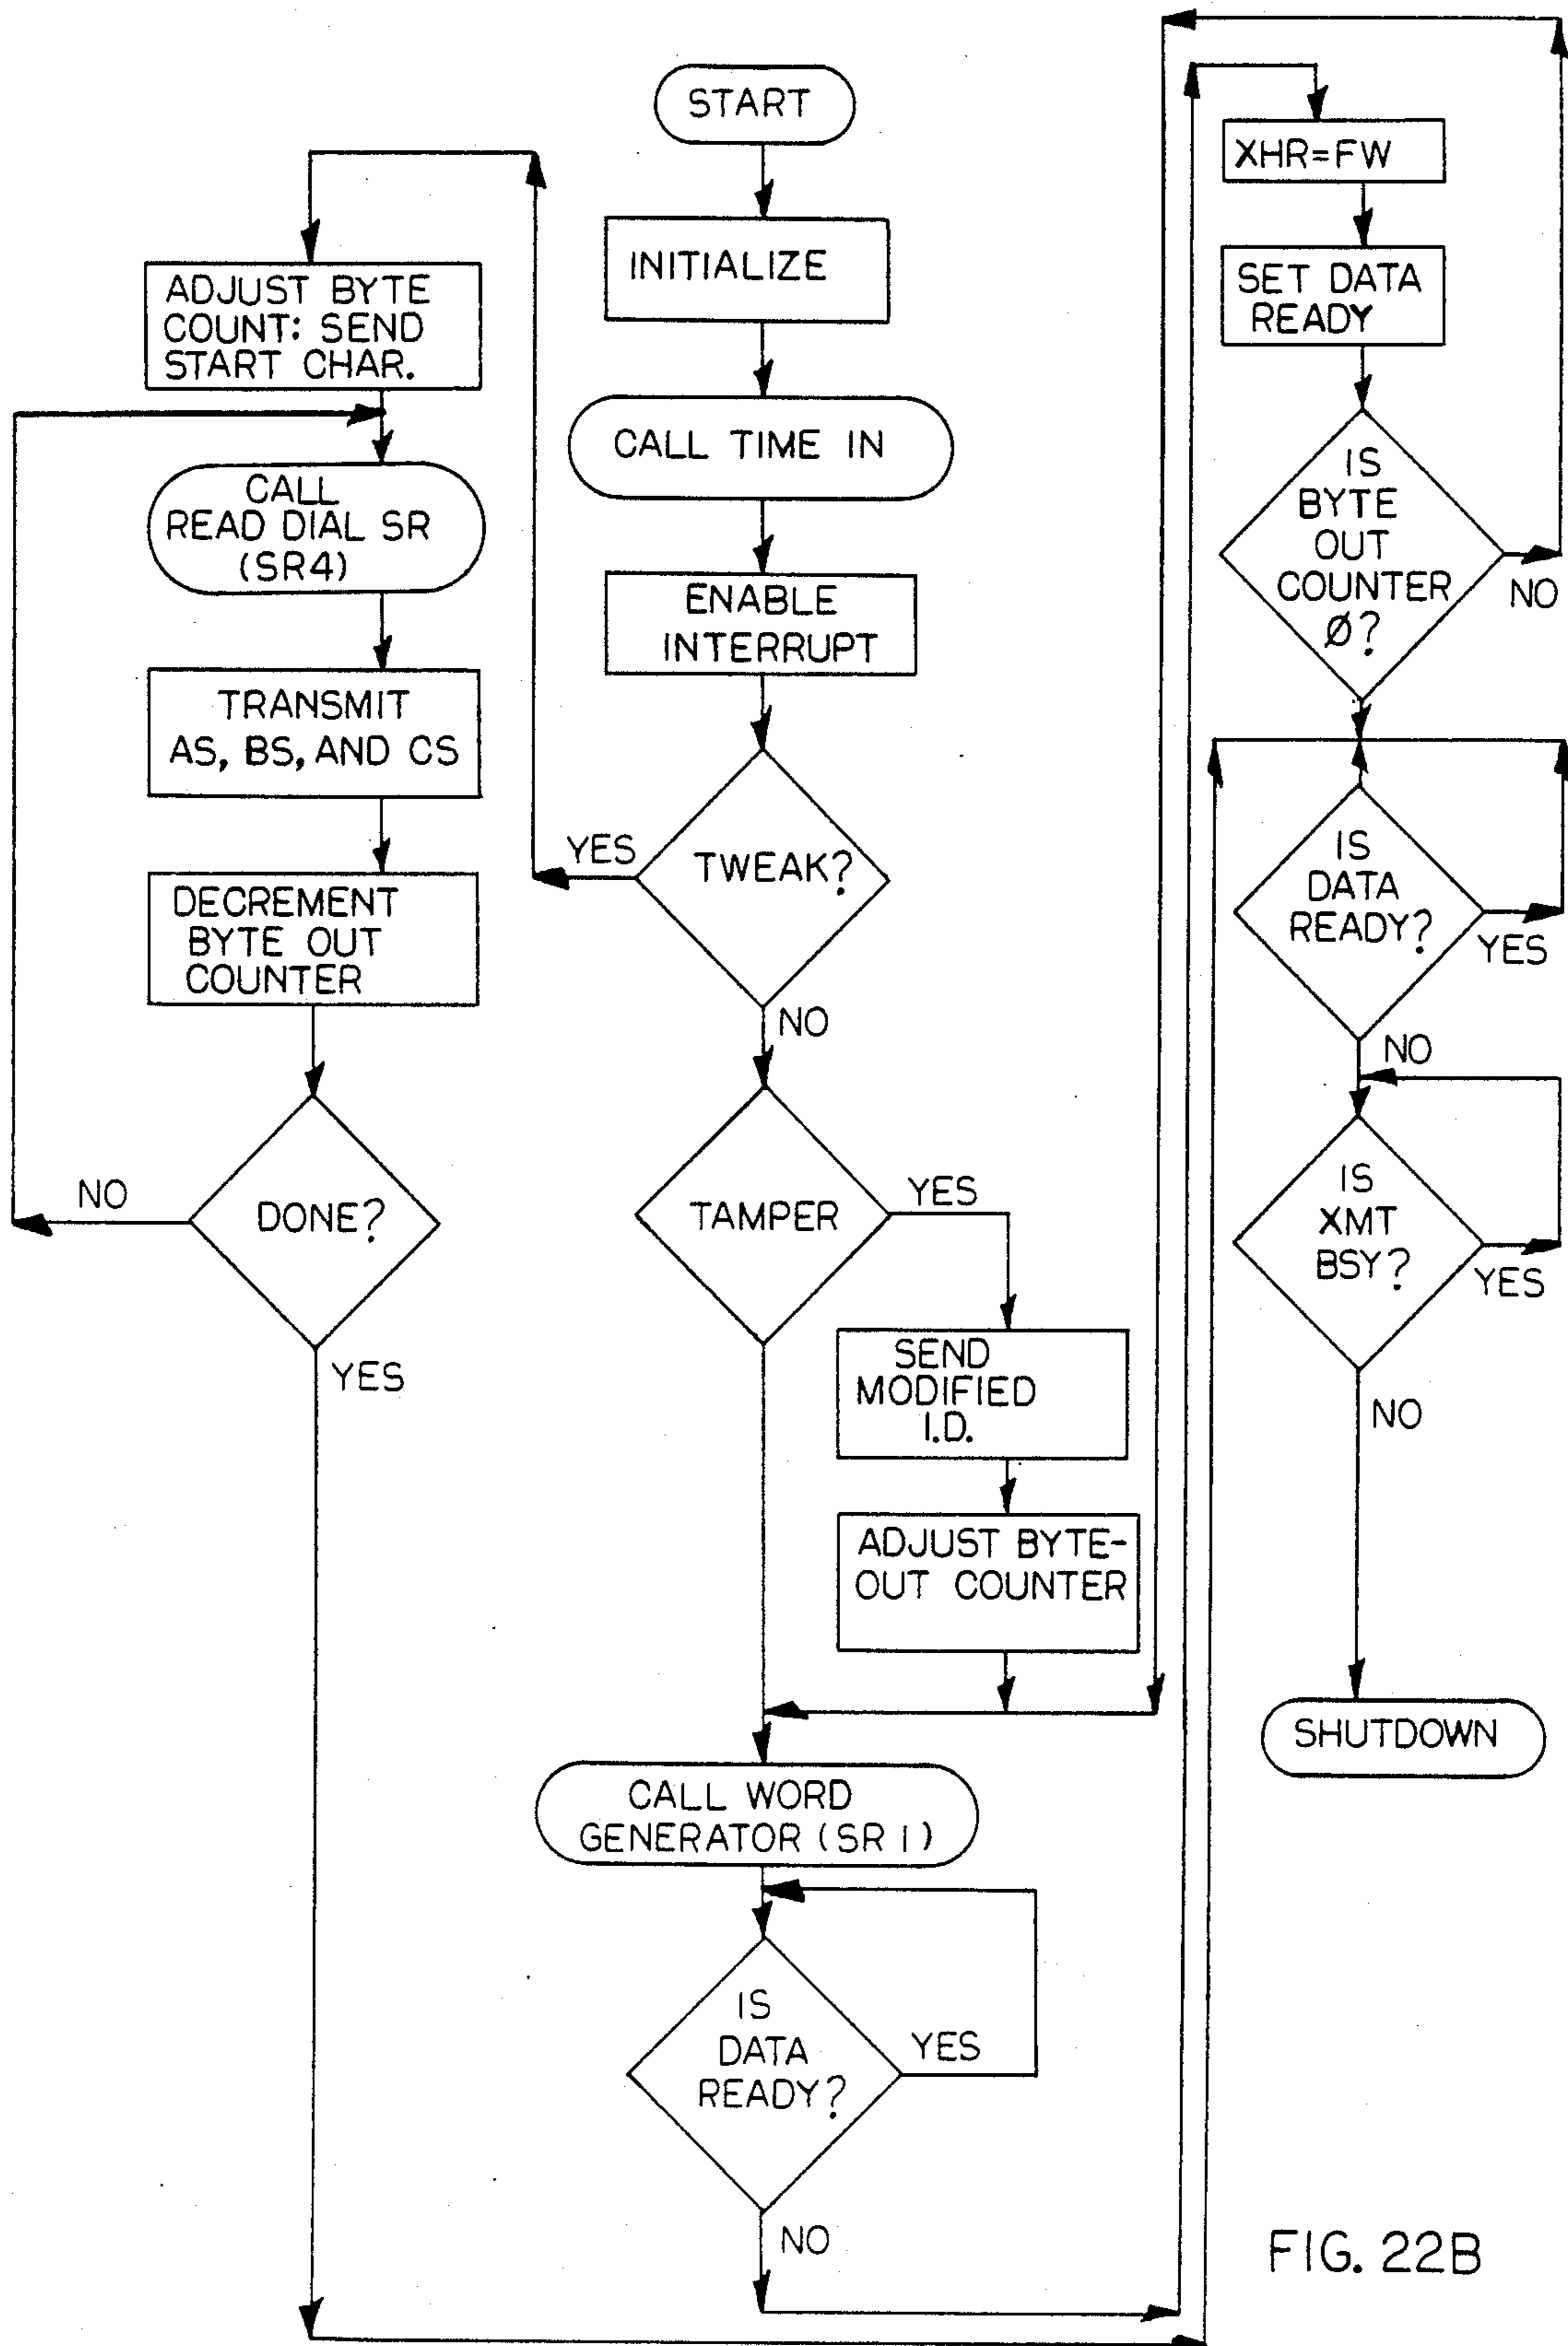 START
INITIALIZE
CALL TIME IN
ENABLE
INTERRUPT
TWEAK?
YES
NO
ADJUST BYTE
COUNT: SEND
START CHAR.
CALL
READ DIAL SR
(SR4)
TRANSMIT
AS, BS, AND CS
DECREMENT
BYTE OUT
COUNTER
DONE?
NO
YES
TAMPER
YES
SEND
MODIFIED
I.D.
ADJUST BYTE-
OUT COUNTER
CALL WORD
GENERATOR (SR 1)
IS
DATA
READY?
YES
NO
XHR=FW
SET DATA
READY
IS
BYTE
OUT
COUNTER
Ø?
NO
IS
DATA
READY?
YES
NO
IS
XMT
BSY?
YES
NO
SHUTDOWN
FIG. 22B